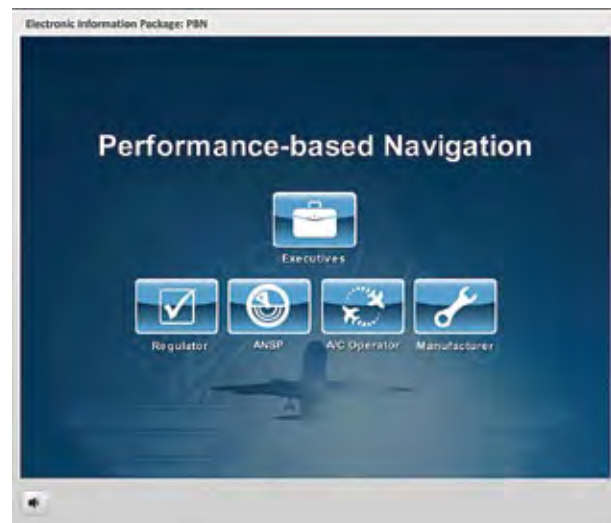 Electronic Information Package: PBN
Performance-based Navigation
Executives
Regulator ANSP A/C Operator Manufacturer